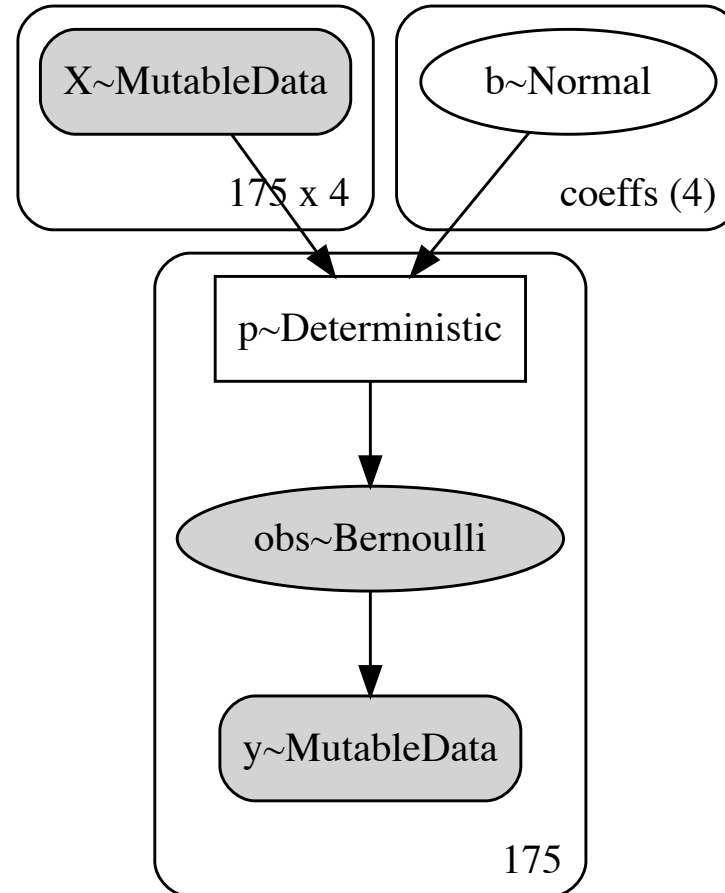 X~MutableData
b~Normal
175 x 4
coeffs (4)
p~Deterministic
obs~Bernoulli
y~MutableData
175